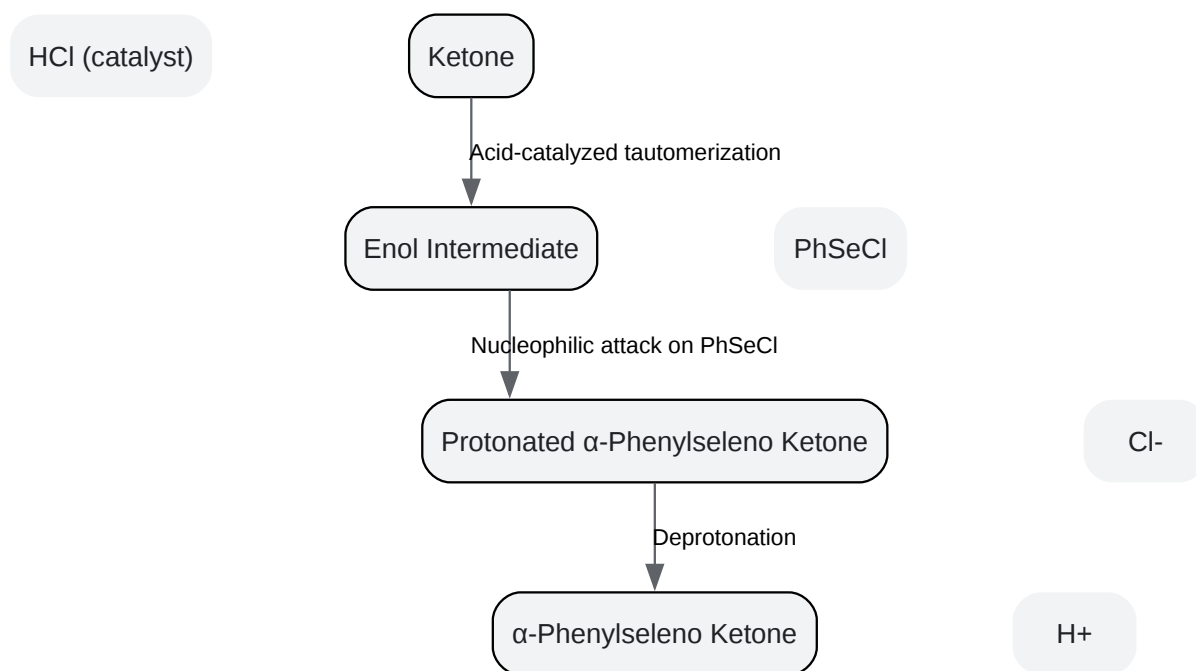 HCl (catalyst)
Ketone
Acid-catalyzed tautomerization
Enol Intermediate
PhSeCl
Nucleophilic attack on PhSeCl
Protonated α-Phenylseleno Ketone
Cl-
Deprotonation
α-Phenylseleno Ketone
H+